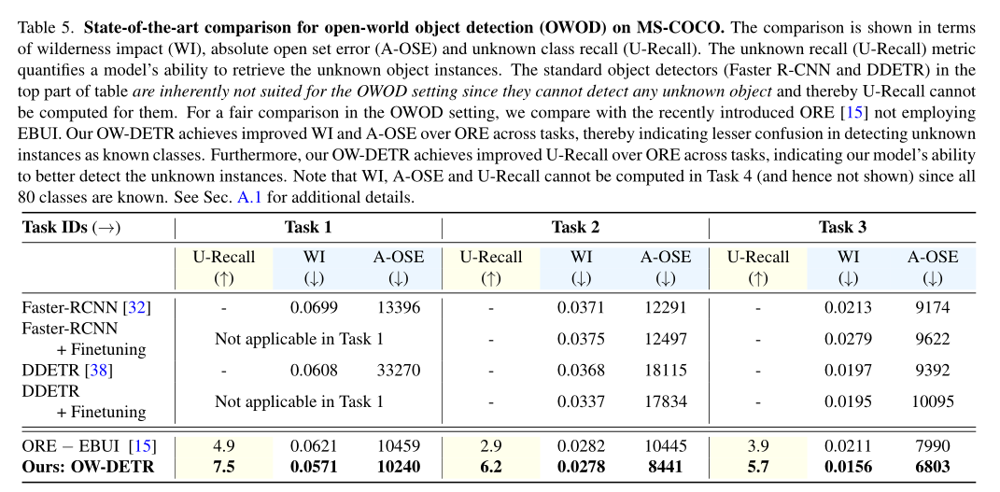 Table 5. State-of-the-art comparison for open-world object detection (OWOD) on MS-COCO. The comparison is shown in terms
of wilderness impact (WI), absolute open set error (A-OSE) and unknown class recall (U-Recall). The unknown recall (U-Recall) metric
quantifies a model's ability to retrieve the unknown object instances. The standard object detectors (Faster R-CNN and DDETR) in the
top part of table are inherently not suited for the OWOD setting since they cannot detect any unknown object and thereby U-Recall cannot
be computed for them. For a fair comparison in the OWOD setting, we compare with the recently introduced ORE [15] not employing
EBUI. Our OW-DETR achieves improved WI and A-OSE over ORE across tasks, thereby indicating lesser confusion in detecting unknown
instances as known classes. Furthermore, our OW-DETR achieves improved U-Recall over ORE across tasks, indicating our model's ability
to better detect the unknown instances. Note that WI, A-OSE and U-Recall cannot be computed in Task 4 (and hence not shown) since all
80 classes are known. See Sec. A.1 for additional details.
Task IDs (→) Task 1 Task 2 Task 3
U-Recall WI A-OSE U-Recall WI A-OSE U-Recall WI A-OSE
(↑) (↓) (↓) (↑) (↓) (↓) (↑) (↓) (↓)
Faster-RCNN [32] - 0.0699 13396 - 0.0371 12291 - 0.0213 9174
Faster-RCNN
+ Finetuning Not applicable in Task 1 - 0.0375 12497 - 0.0279 9622
DDETR [38] - 0.0608 33270 - 0.0368 18115 - 0.0197 9392
DDETR
+ Finetuning Not applicable in Task 1 - 0.0337 17834 - 0.0195 10095
ORE − EBUI [15] 4.9 0.0621 10459 2.9 0.0282 10445 3.9 0.0211 7990
Ours: OW-DETR 7.5 0.0571 10240 6.2 0.0278 8441 5.7 0.0156 6803